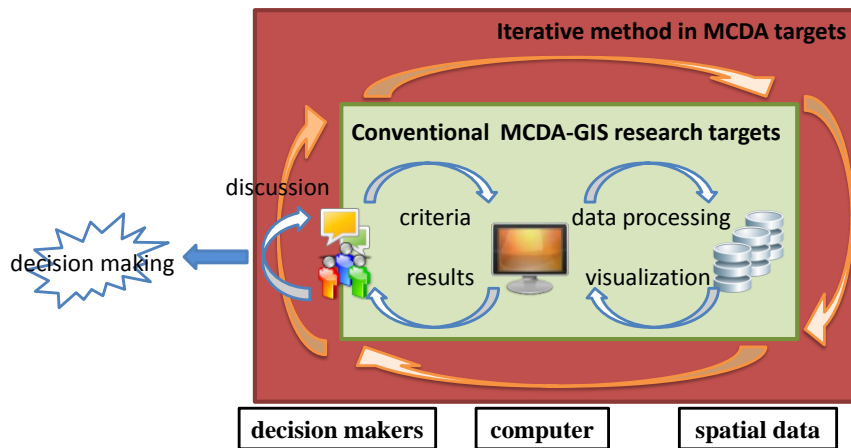 Iterative method in MCDA targets
Conventional MCDA-GIS research targets
discussion
criteria
data processing
decision making
results
visualization
decision makers
computer
spatial data